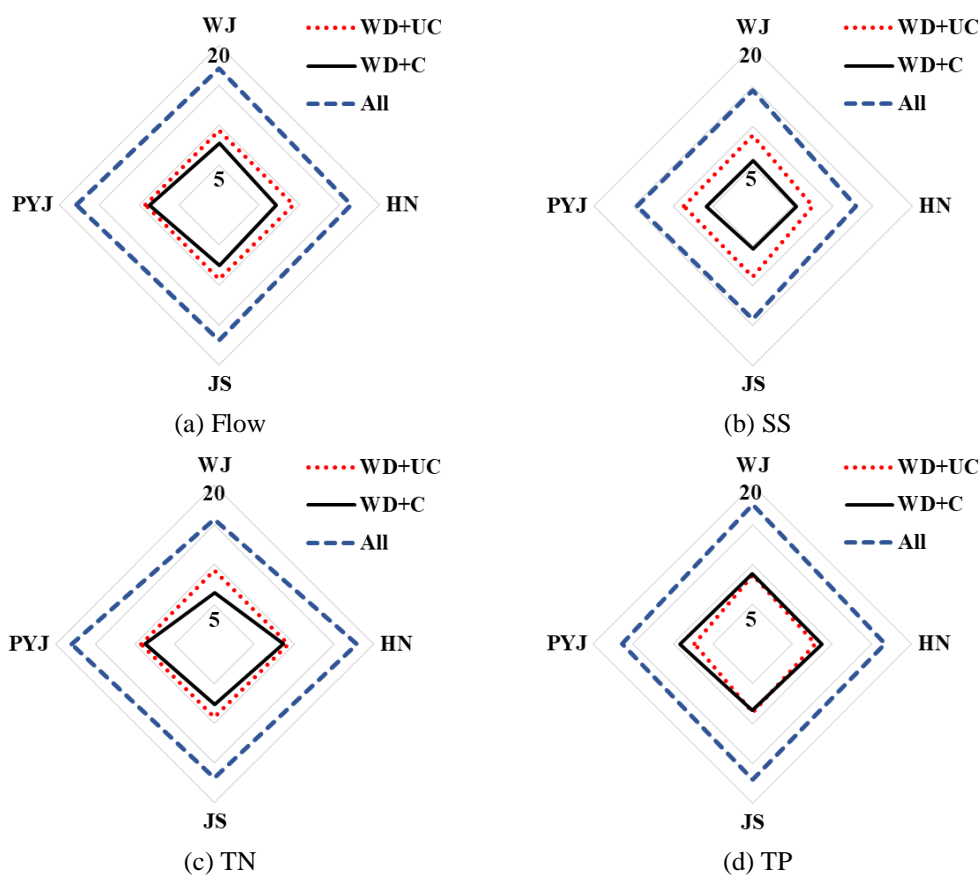 WJ
20
WD+UC
WD+C
All
5
PYJ
HN
JS
(a) Flow
WJ
20
WD+UC
WD+C
All
5
PYJ
HN
JS
(b) SS
WJ
20
WD+UC
WD+C
All
5
PYJ
HN
JS
(c) TN
WJ
20
WD+UC
WD+C
All
5
PYJ
HN
JS
(d) TP